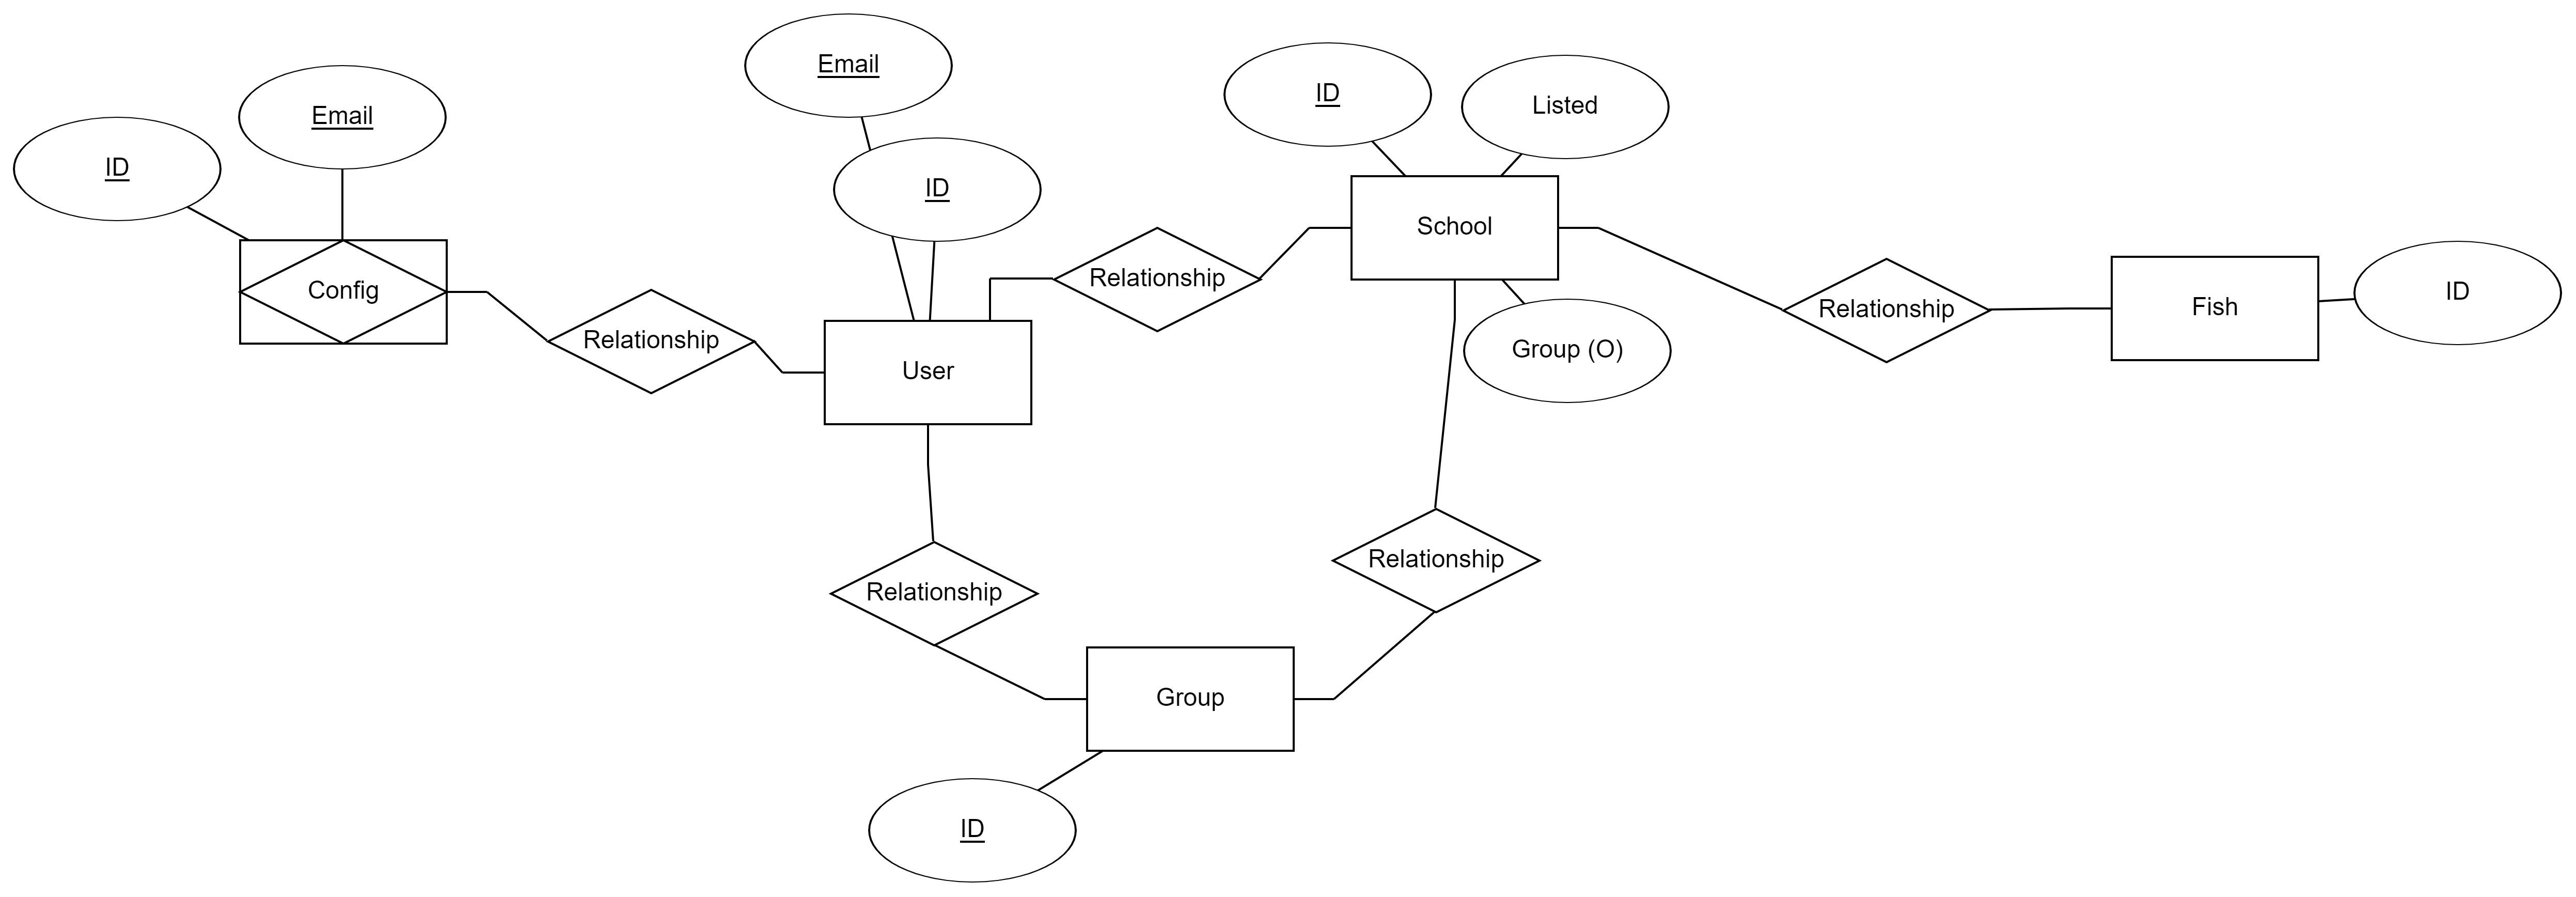 Email
ID
Listed
Email
ID
ID
School
Relationship
Config
ID
Relationship
Fish
Relationship
Group (O)
User
Relationship
Relationship
Group
ID